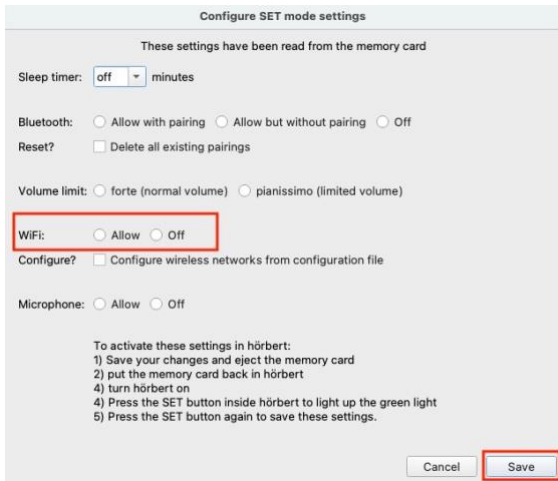 Configure SET mode settings
These settings have been read from the memory card
Sleep timer: off minutes
Bluetooth: Allow with pairing Allow but without pairing Off
Reset? Delete all existing pairings
Volume limit: forte (normal volume) pianissimo (limited volume)
WiFi: Allow Off
Configure? Configure wireless networks from configuration file
Microphone: Allow Off
To activate these settings in hörbert:
1) Save your changes and eject the memory card
2) put the memory card back in hörbert
4) turn hörbert on
4) Press the SET button inside hörbert to light up the green light
5) Press the SET button again to save these settings.
Cancel Save